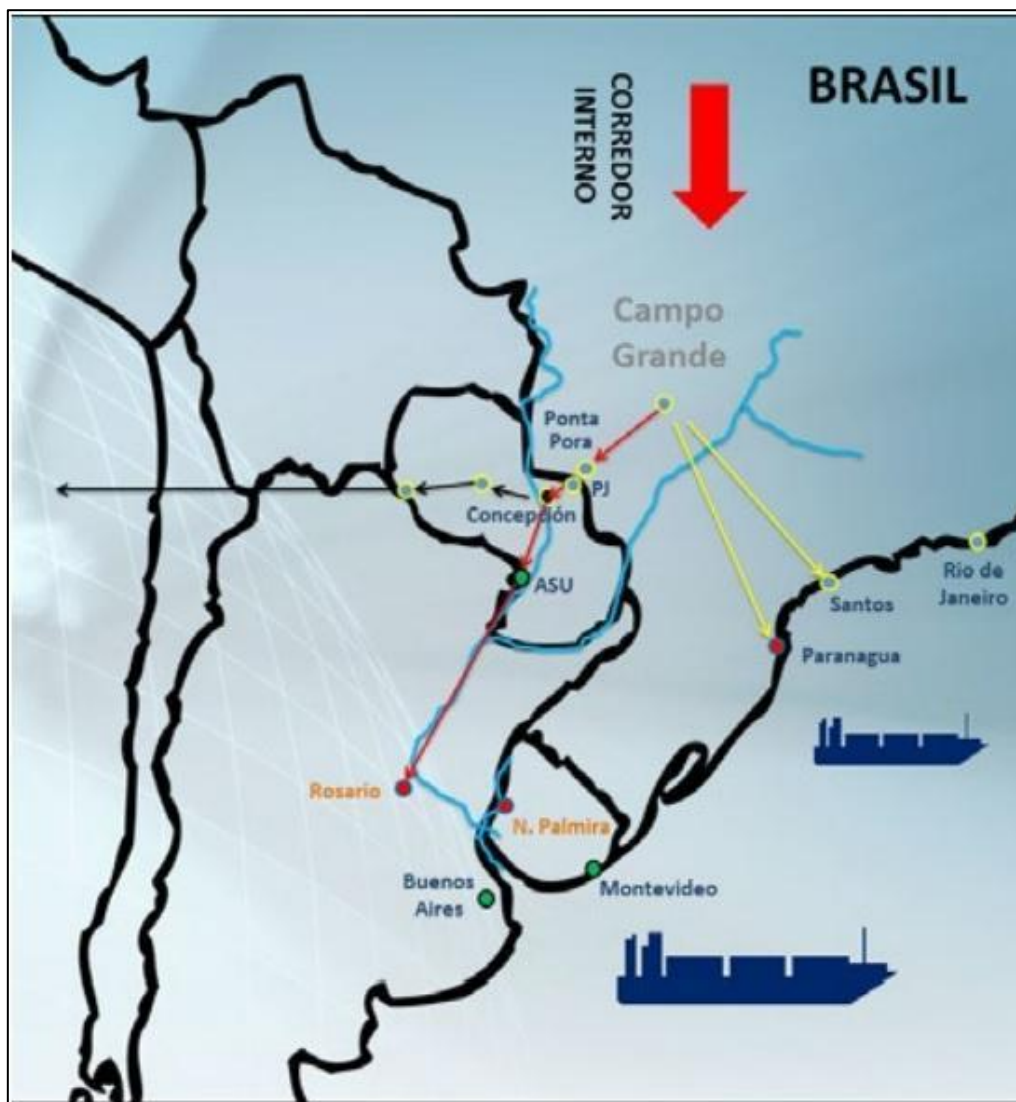 BRASIL
CORREDOR
INTERNO
Campo
Grande
Ponta
Pora
PJ
Concepción
ASU
Rio de
Janeiro
Santos
Paranagua
Rosario
N. Palmira
Buenos
Aires
Montevideo